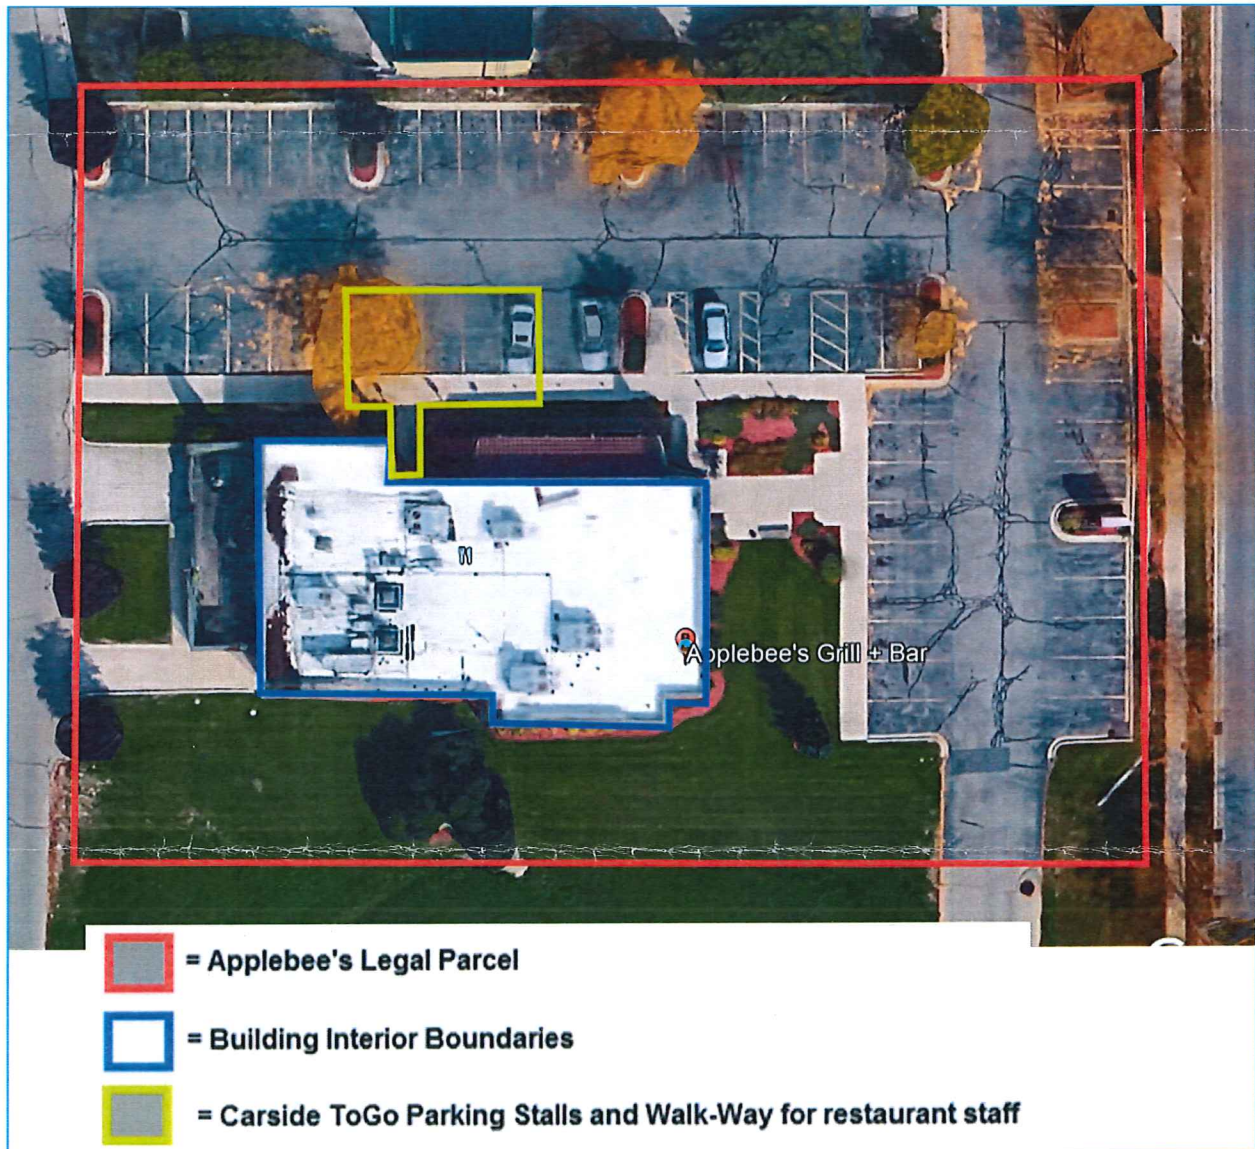 Applebee's Grill + Bar
= Applebee's Legal Parcel
= Building Interior Boundaries
= Carside ToGo Parking Stalls and Walk-Way for restaurant staff